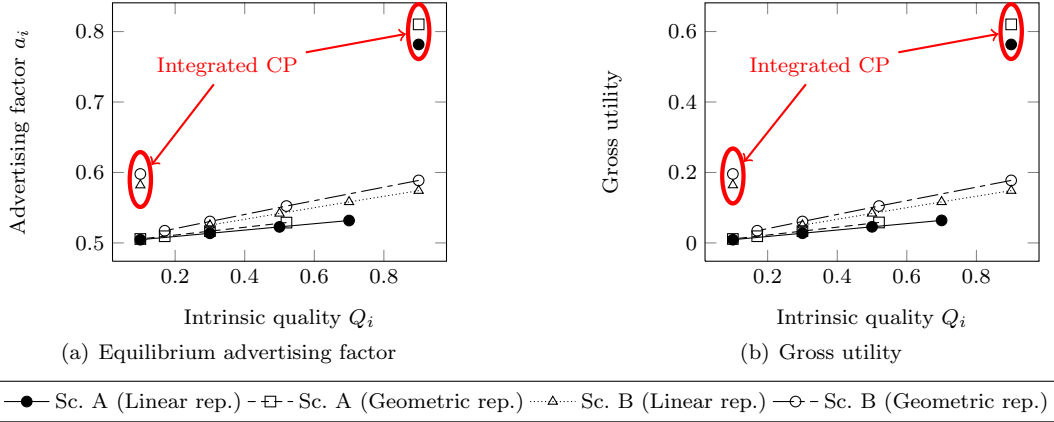 0.2 0.4 0.6 0.8
0.5
0.6
0.7
0.8
Integrated CP
Intrinsic quality Q_i
Advertising factor a_i
(a) Equilibrium advertising factor
0.2 0.4 0.6 0.8
0
0.2
0.4
0.6
Integrated CP
Intrinsic quality Q_i
Gross utility
(b) Gross utility
Sc. A (Linear rep.) Sc. A (Geometric rep.) Sc. B (Linear rep.) Sc. B (Geometric rep.)